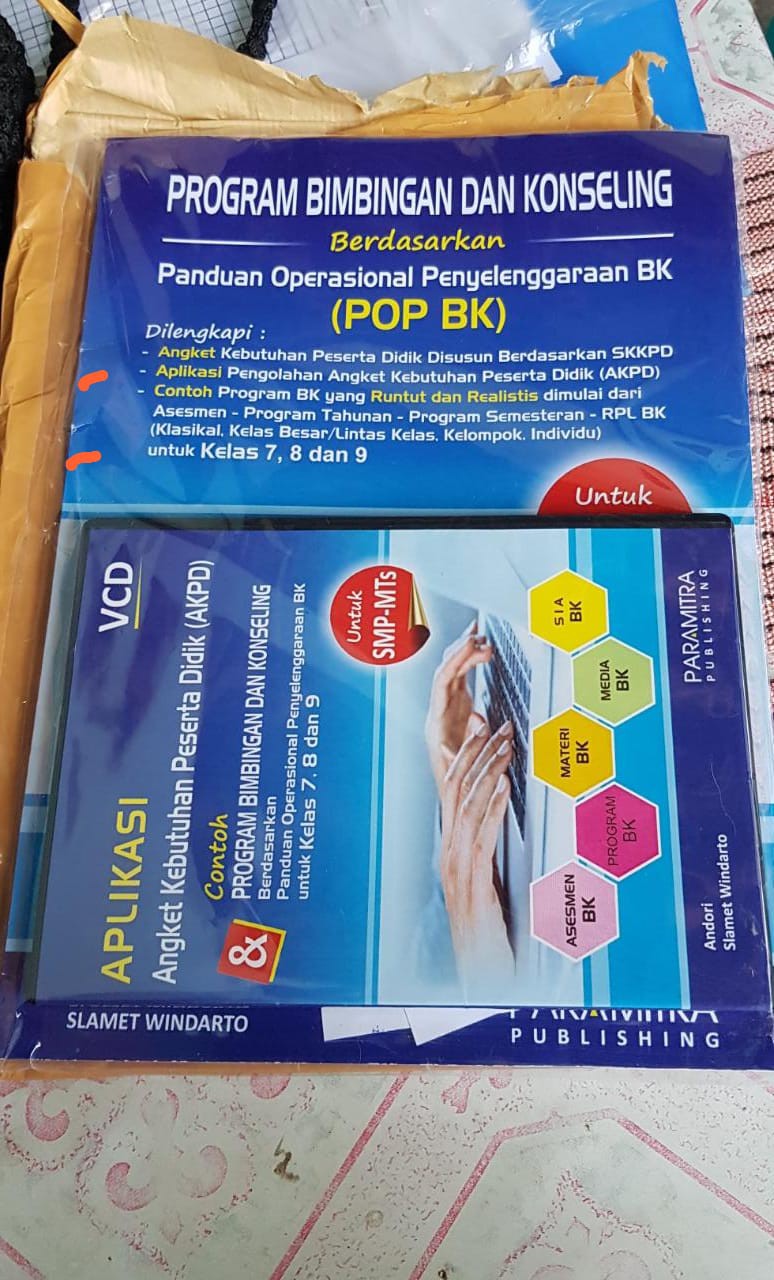 PROGRAM BIMBINGAN DAN KONSELING
Berdasarkan
Panduan Operasional Penyelenggaraan BK
(POP BK)
Dilengkapi :
- Angket Kebutuhan Peserta Didik Disusun Berdasarkan SKKPD
- Aplikasi Pengolahan Angket Kebutuhan Peserta Didik (AKPD)
- Contoh Program BK yang Runtut dan Realistis dimulai dari
Asesmen - Program Tahunan - Program Semesteran - RPL BK
(Klasikal, Kelas Besar/Lintas Kelas, Kelompok. Individu)
untuk Kelas 7, 8 dan 9
Untuk
VCD
APLIKASI
Angket Kebutuhan Peserta Didik (AKPD)
& Contoh
PROGRAM BIMBINGAN DAN KONSELING
Berdasarkan
Panduan Operasional Penyelenggaraan BK
untuk Kelas 7, 8 dan 9
Untuk
SMP-MTs
ASESMEN
BK
PROGRAM
BK
MATERI
BK
MEDIA
BK
SIA
BK
Andori
Slamet Windarto
PARAMITRA
PUBLISHING
SLAMET WINDARTO
PARAMITRA
PUBLISHING